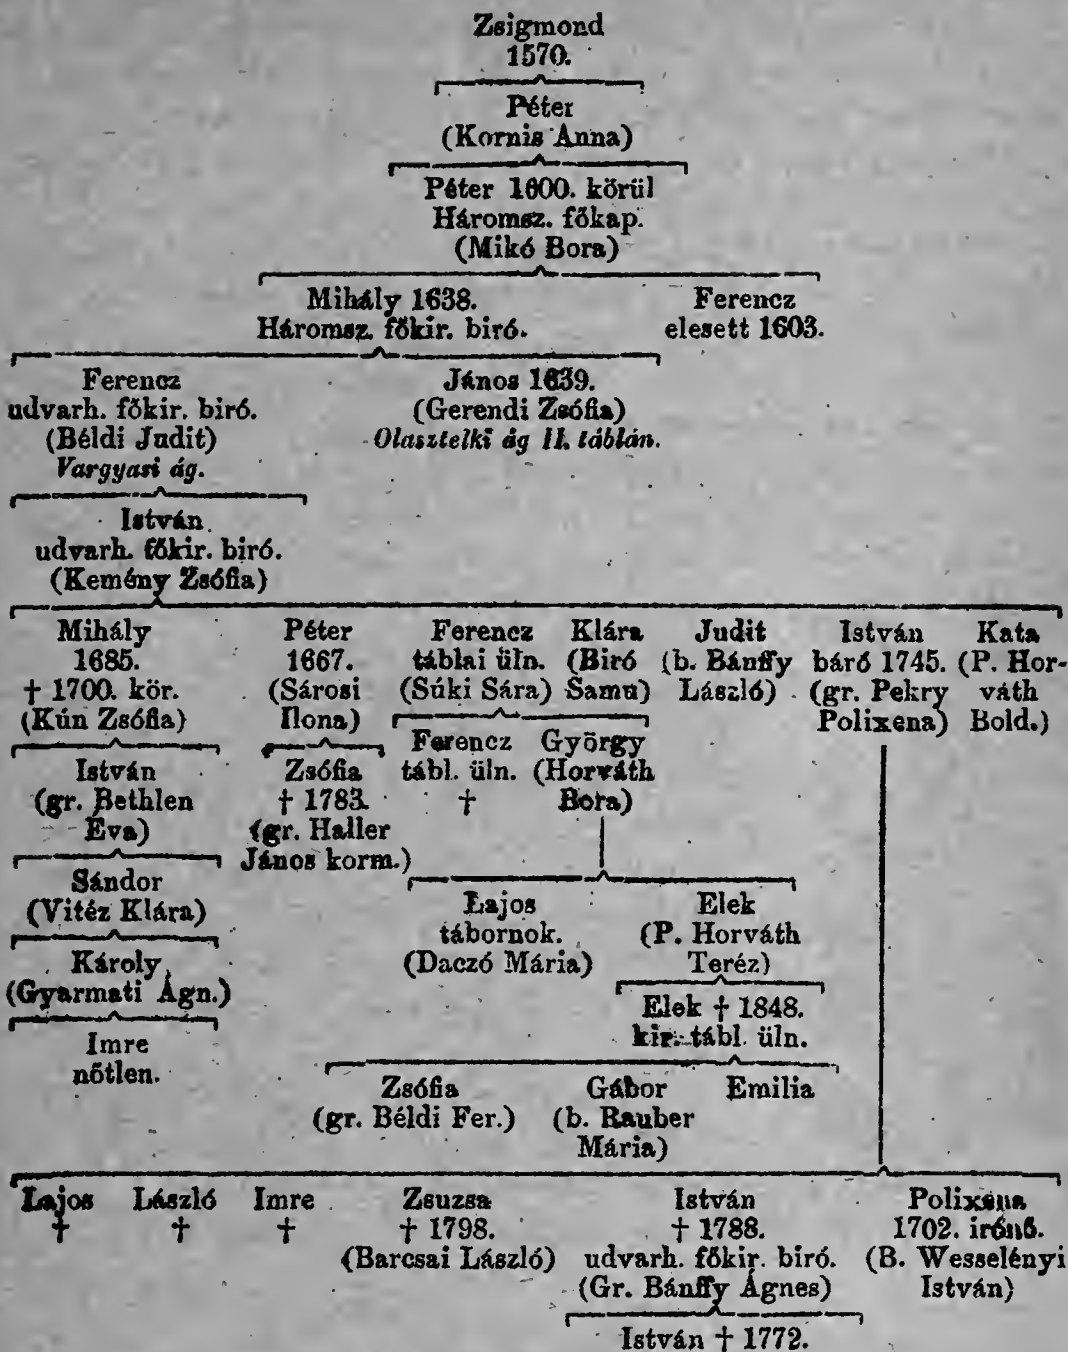 Zsigmond
1570.
Péter
(Kornis Anna)
Péter 1600. körül
Háromsz. főkap.
(Mikó Bora)
Mihály 1638.
Háromsz. főkir. biró.
Ferencz
elesett 1603.
Ferencz
udvarh. főkir. biró.
(Béldi Judit)
Vargyasi ág.
János 1639.
(Gerendi Zsófia)
Olasztelki ág II. táblán.
István
udvarh. főkir. biró.
(Kemény Zsófia)
Mihály
1685.
† 1700. kör.
(Kún Zsófia)
Péter
1667.
(Sárosi
Ilona)
Ferencz
táblai üln.
(Súki Sára)
Klára
(Biró
Samu)
Judit
(b. Bánffy
László)
István
báró 1745.
(gr. Pekry
Polixena)
Kata
(P. Hor-
váth
Bold.)
István
(gr. Bethlen
Éva)
Zsófia
† 1783.
(gr. Haller
János korm.)
Ferencz
tábl. üln.
†
György
(Horváth
Bora)
Sándor
(Vitéz Klára)
Lajos
tábornok.
(Daczó Mária)
Elek
(P. Horváth
Teréz)
Károly
(Gyarmati Ágn.)
Elek † 1848.
kir. tábl. üln.
Imre
nőtlen.
Zsófia
(gr. Béldi Fer.)
Gábor
(b. Rauber
Mária)
Emilia
Lajos
†
László
†
Imre
†
Zsuzsa
† 1798.
(Barcsai László)
István
† 1788.
udvarh. főkir. biró.
(Gr. Bánffy Ágnes)
Polixena
1702. irónő.
(B. Wesselényi
István)
István † 1772.